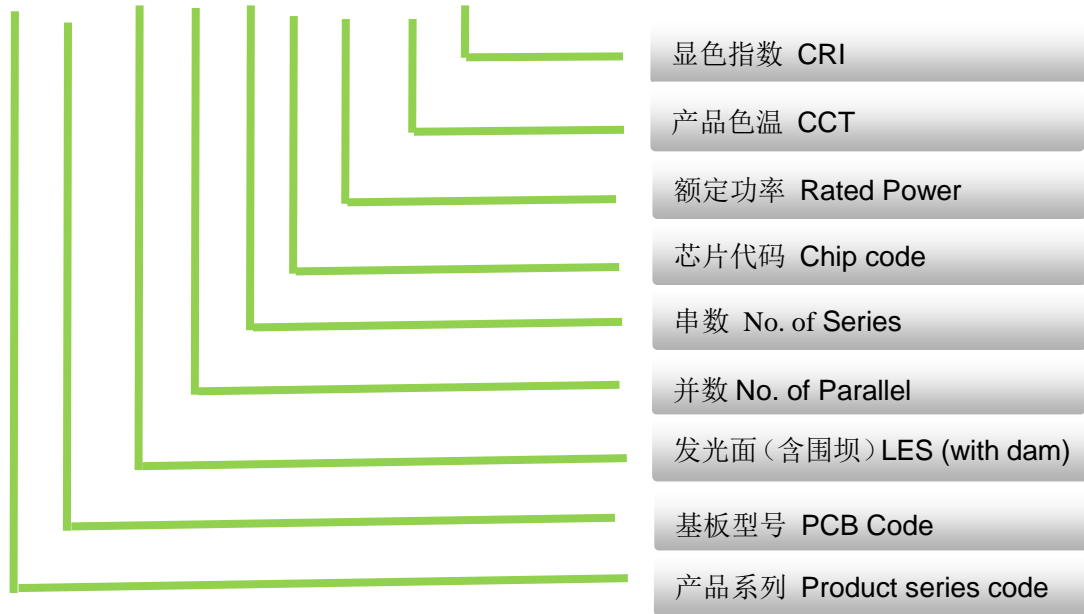 显色指数 CRI
产品色温 CCT
额定功率 Rated Power
芯片代码 Chip code
串数 No. of Series
并数 No. of Parallel
发光面（含围坝）LES (with dam)
基板型号 PCB Code
产品系列 Product series code